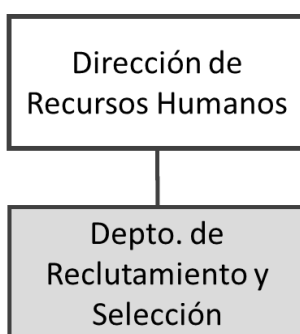 Dirección de
Recursos Humanos
Depto. de
Reclutamiento y
Selección